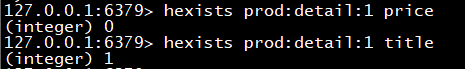 127.0.0.1:6379> hexists prod:detail:1 price
(integer) 0
127.0.0.1:6379> hexists prod:detail:1 title
(integer) 1